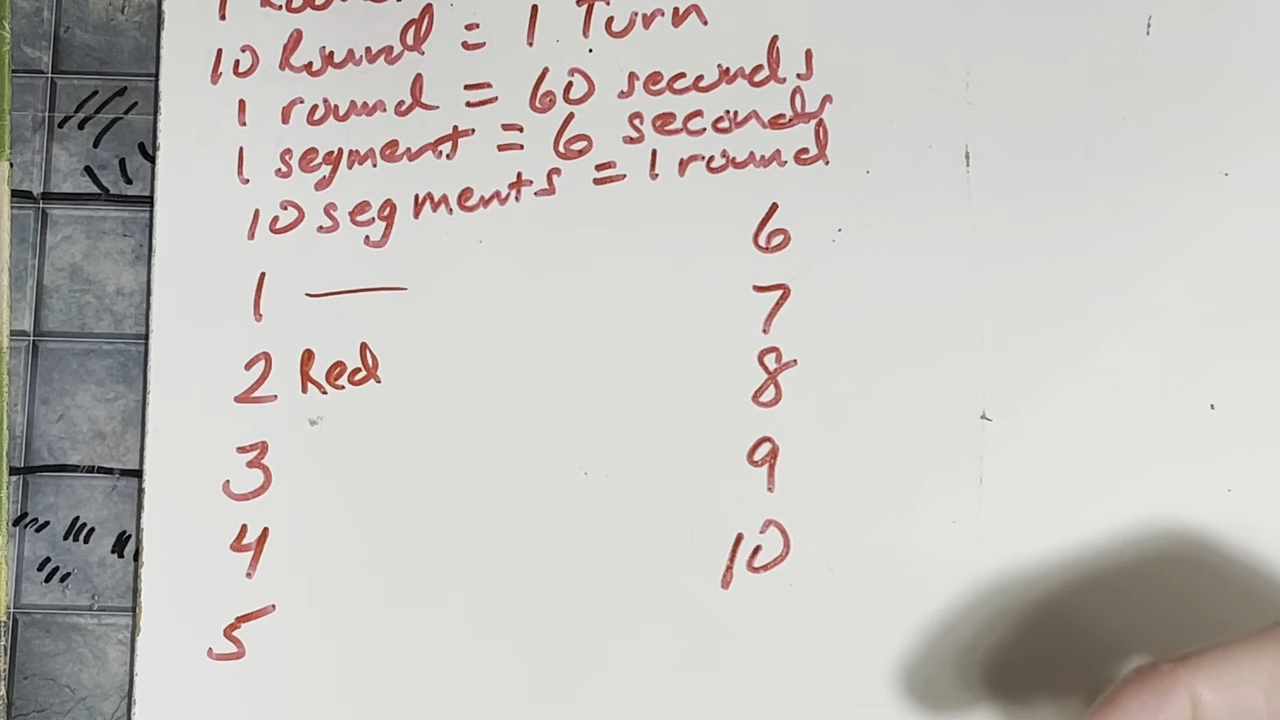 1
10 Round = 1 Turn
1 round = 60 seconds
1 segment = 6 seconds
10 segments = 1 round
1 —
2 Red
3
4
5
6
7
8
9
10